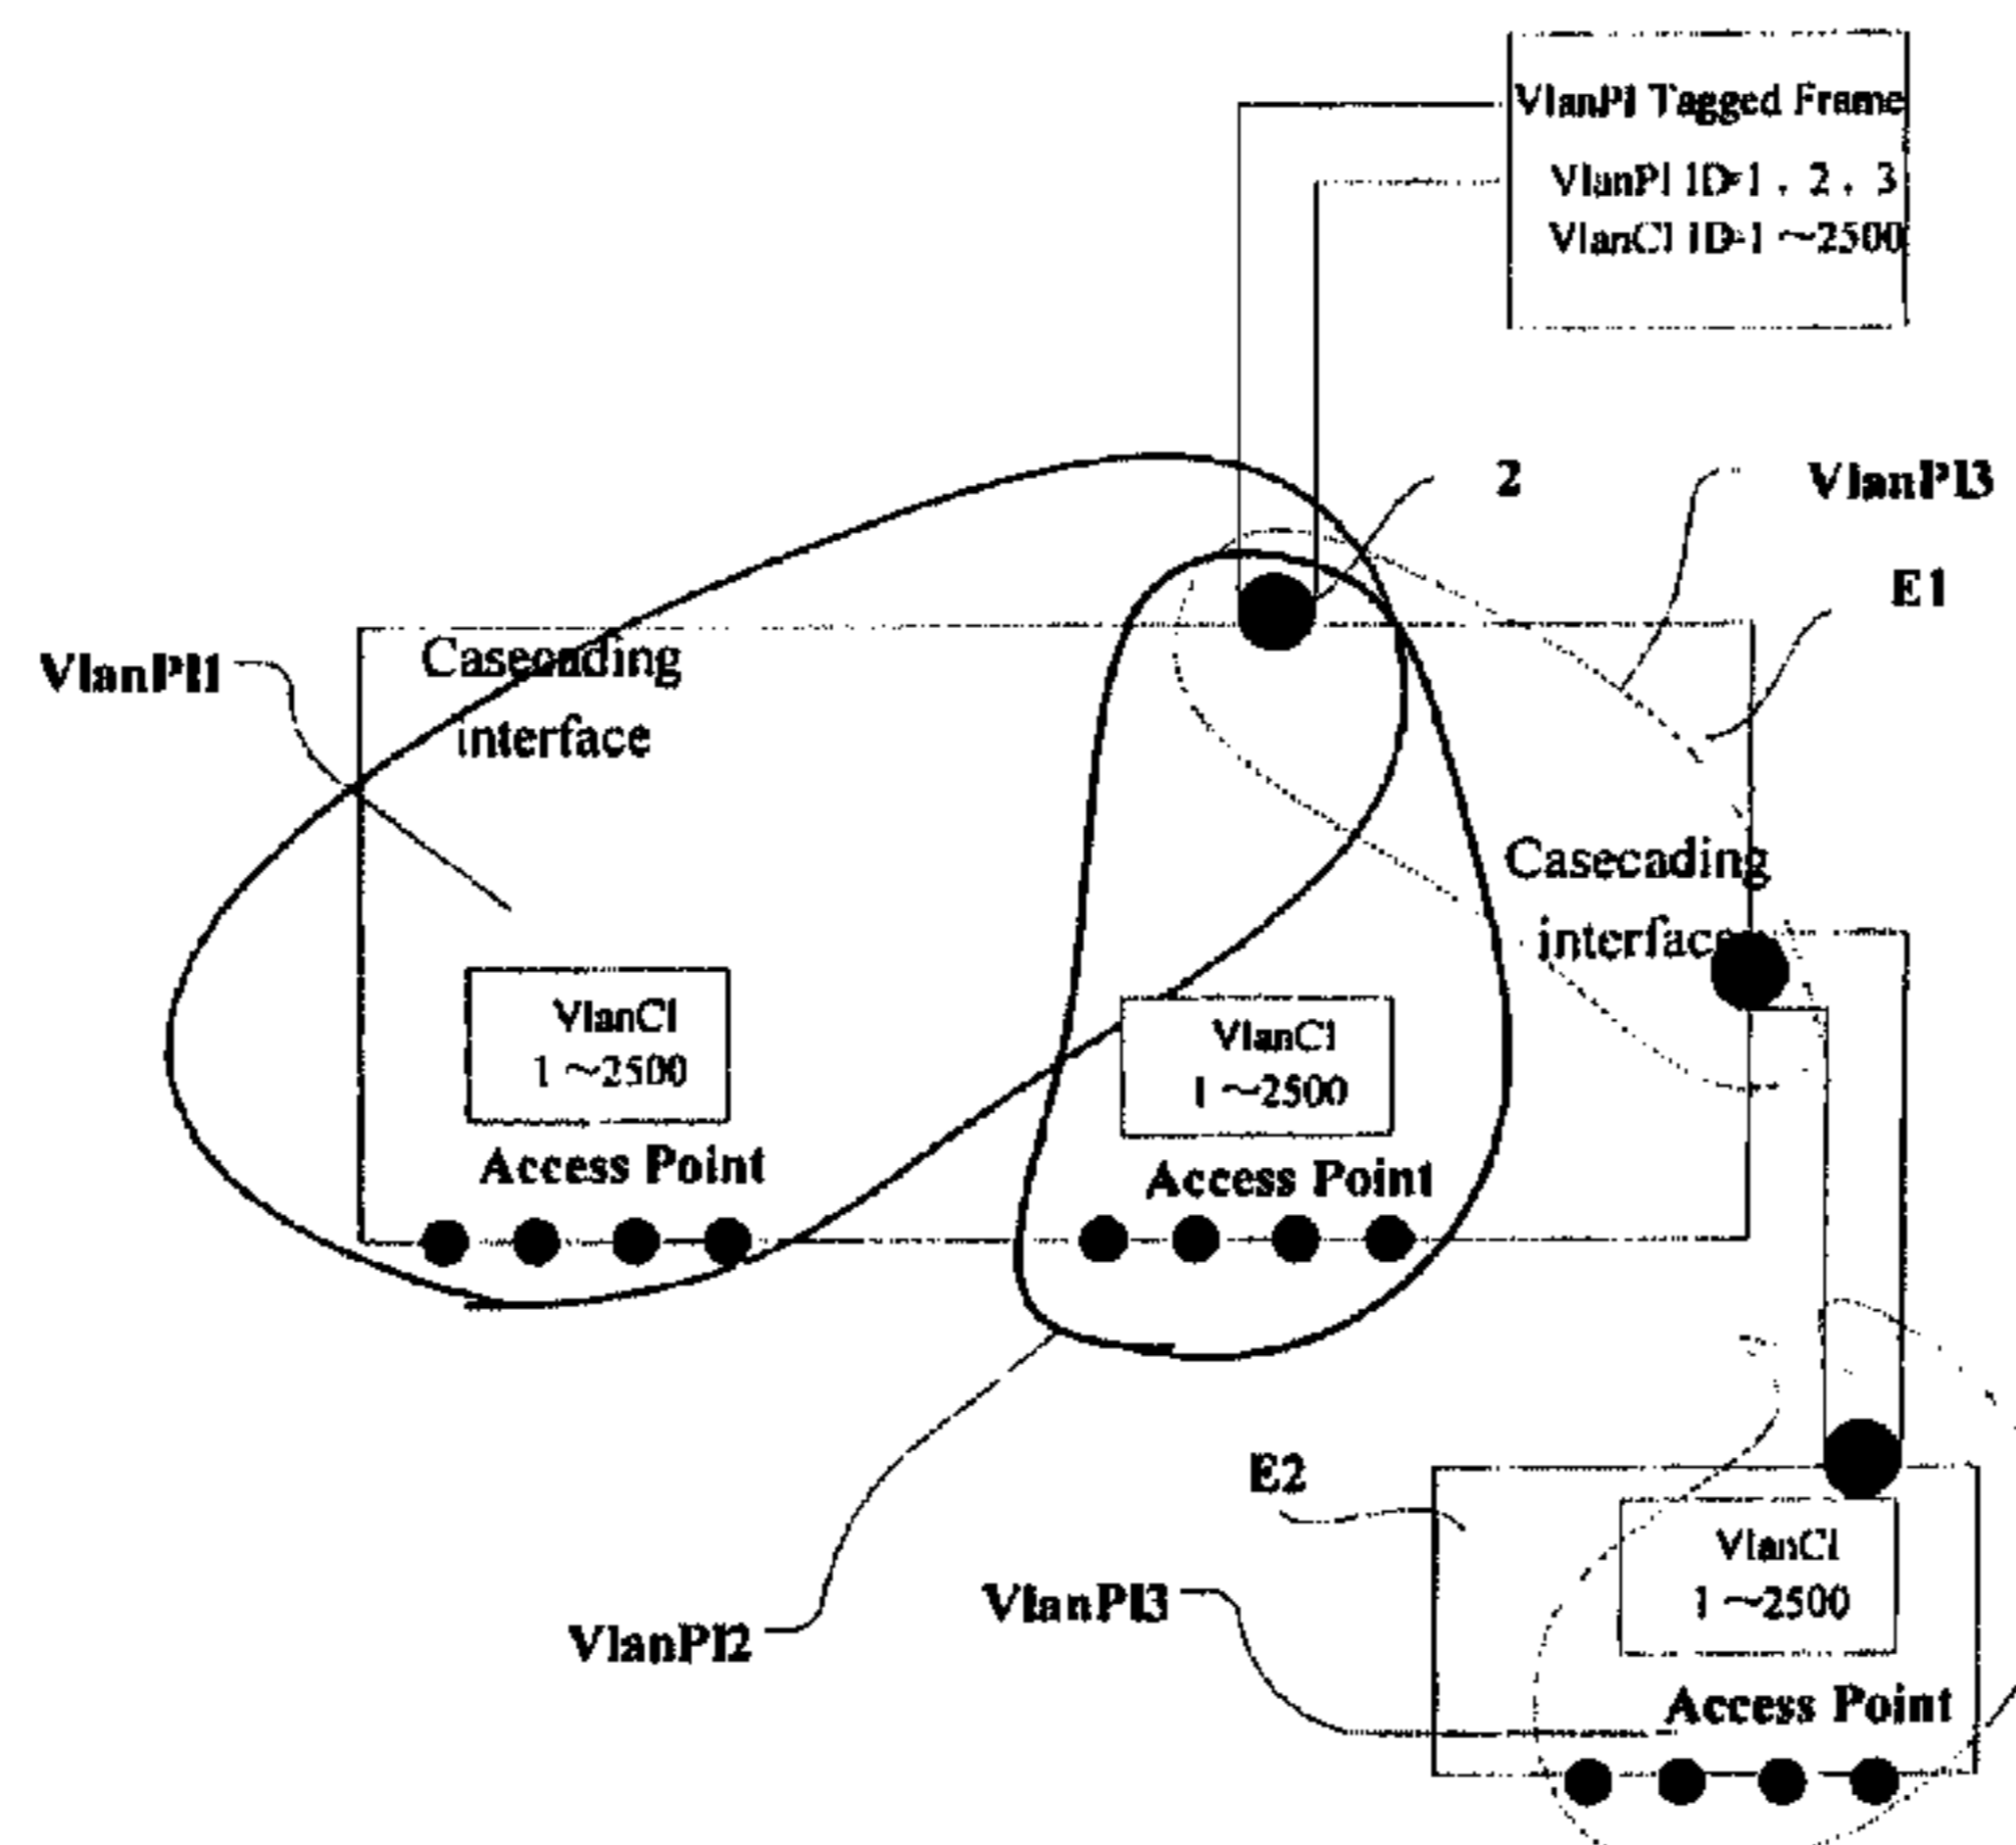 VlanPI Tagged Frame
VlanPI ID=1 , 2 , 3
VlanCI ID=1 ~2500
2
VlanPI3
E1
VlanPI1
Casecading
interface
Casecading
interface
VlanCI
1 ~2500
VlanCI
1 ~2500
Access Point
Access Point
E2
VlanPI2
VlanPI3
VlanCI
1 ~2500
Access Point